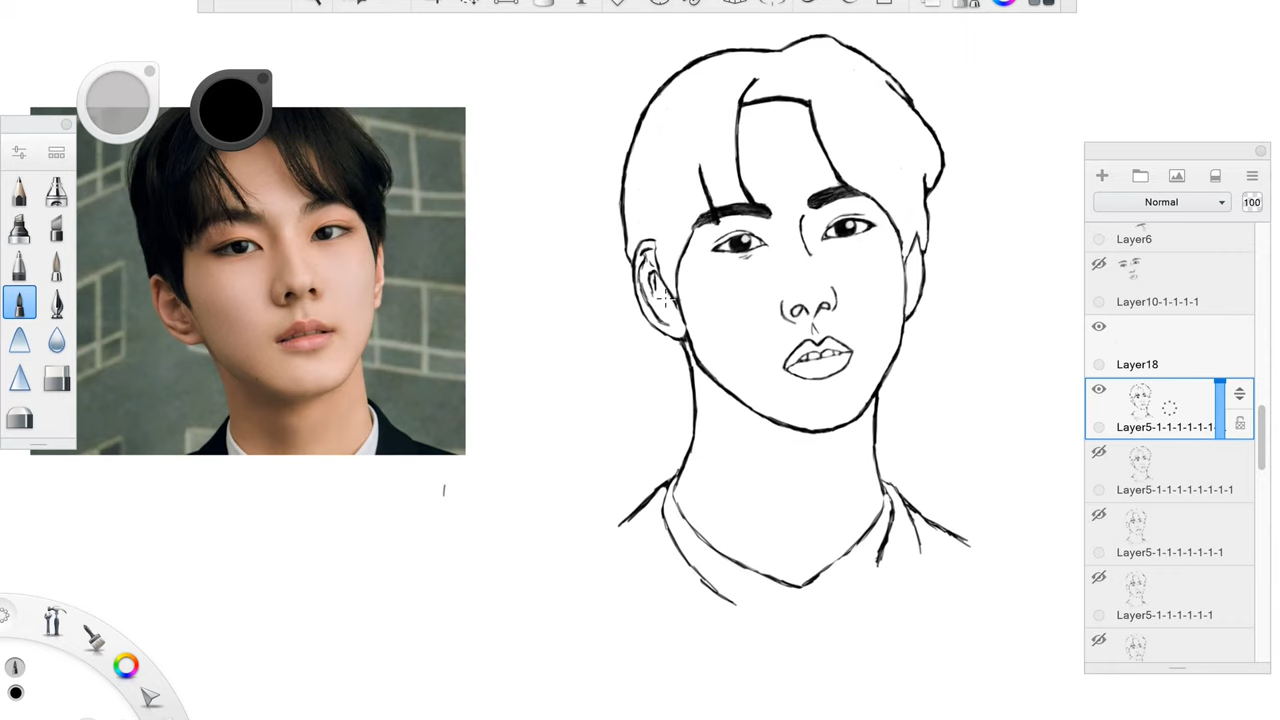 Normal
100
Layer6
Layer10-1-1-1-1
Layer18
Layer5-1-1-1-1-1-1-
Layer5-1-1-1-1-1-1-1-1
Layer5-1-1-1-1-1-1-1
Layer5-1-1-1-1-1-1